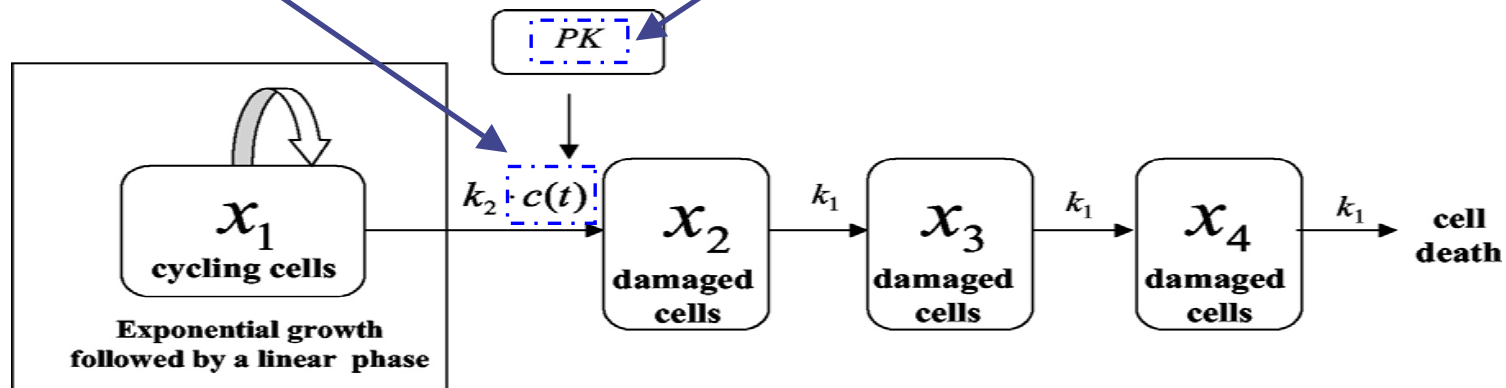 PK
k₂ · c(t)
x₁
cycling cells
Exponential growth
followed by a linear phase
x₂
damaged
cells
k₁
x₃
damaged
cells
k₁
x₄
damaged
cells
k₁
cell
death